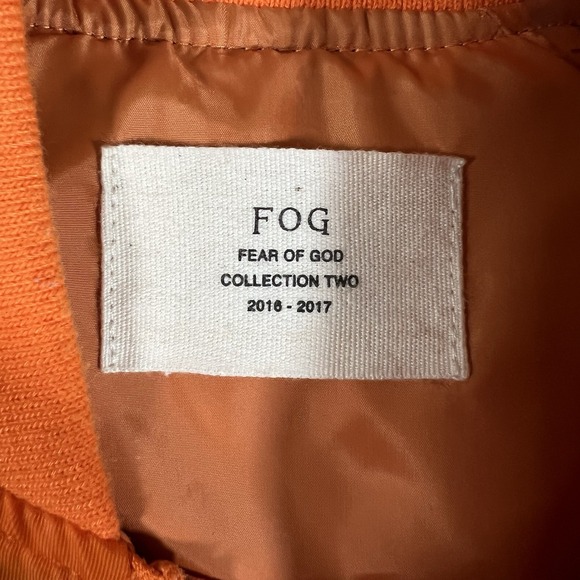 FOG
FEAR OF GOD
COLLECTION TWO
2016 - 2017